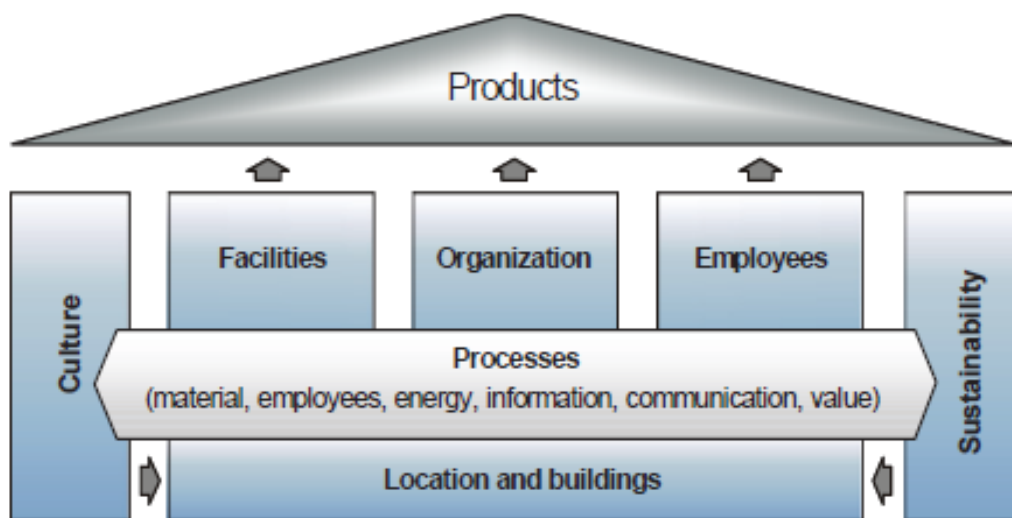 Products
Facilities
Organization
Employees
Culture
Processes
(material, employees, energy, information, communication, value)
Sustainability
Location and buildings